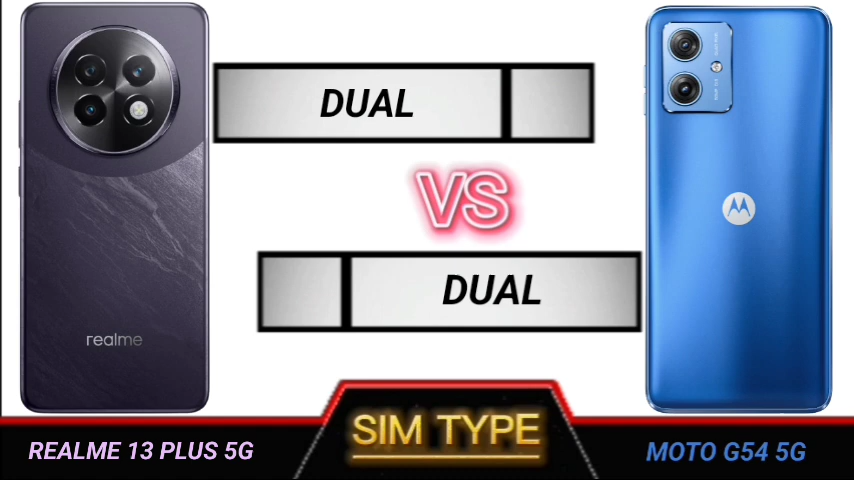 DUAL
VS
DUAL
realme
SIM TYPE
REALME 13 PLUS 5G
MOTO G54 5G